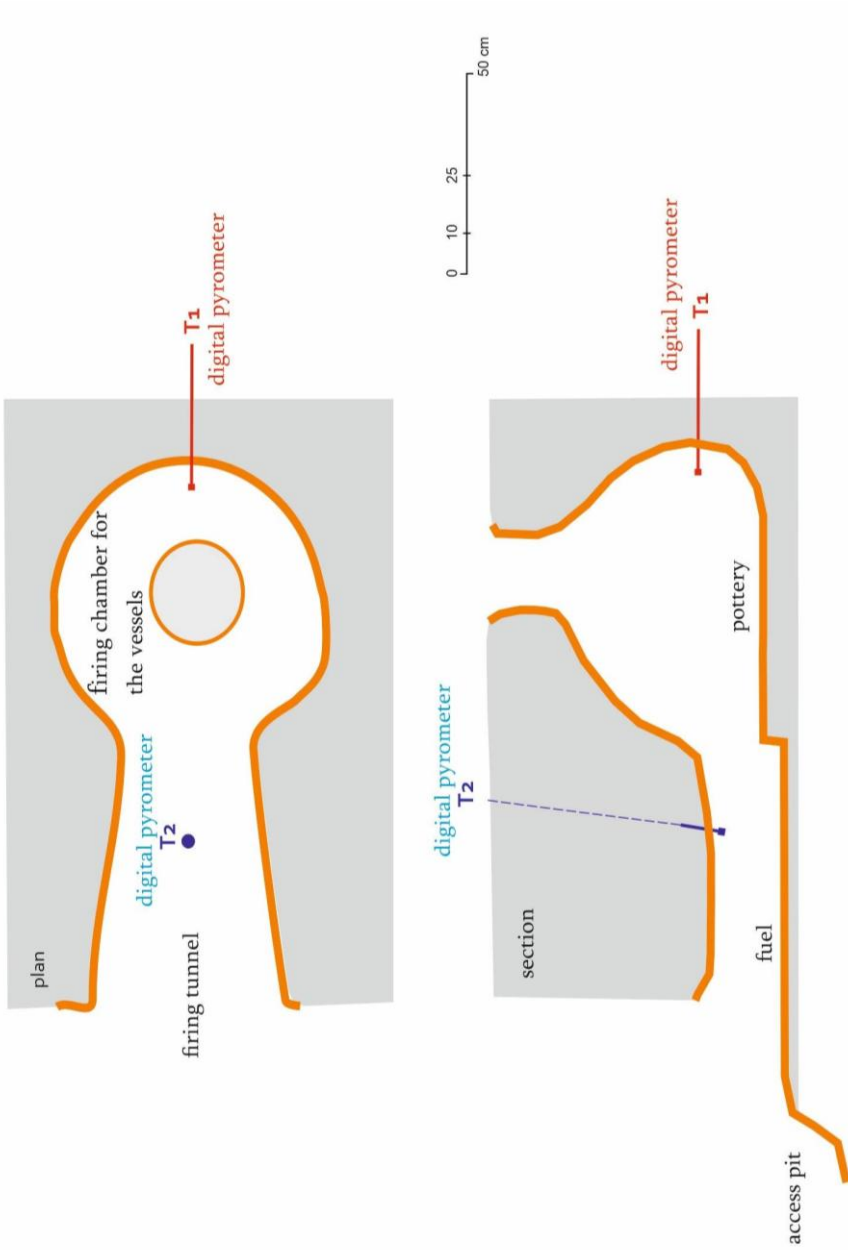 plan
firing tunnel
T2
digital pyrometer
firing chamber for
the vessels
T1
digital pyrometer
section
digital pyrometer
T2
fuel
pottery
access pit
digital pyrometer
T1
0
10
25
50 cm